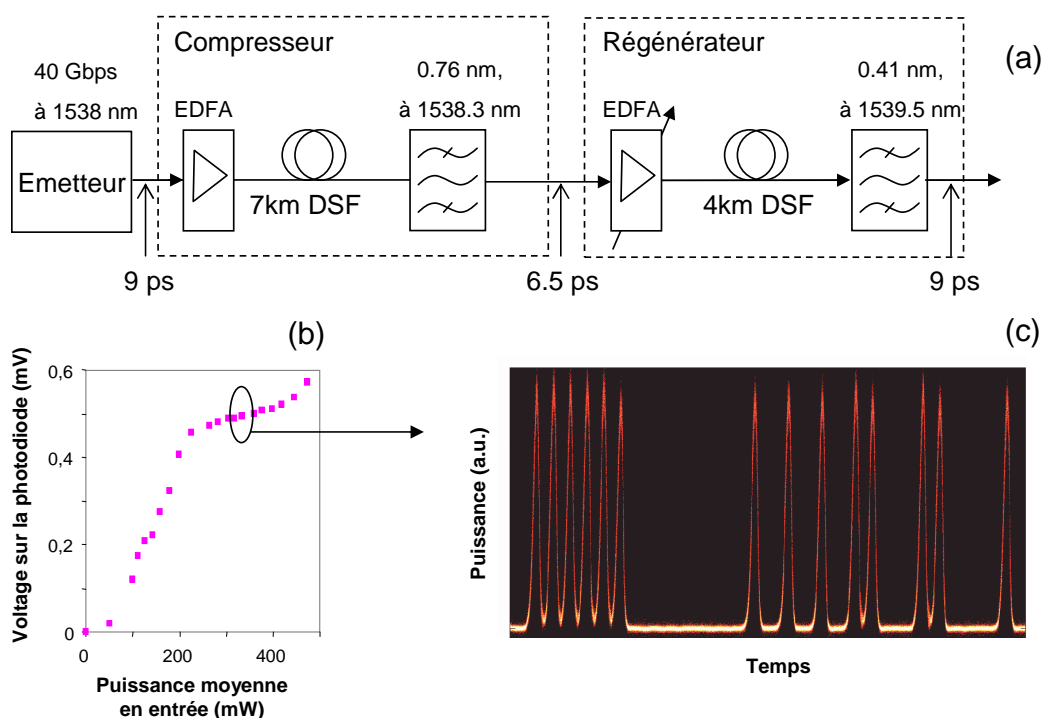 Compresseur
Régénérateur
(a)
40 Gbps
à 1538 nm
0.76 nm,
à 1538.3 nm
0.41 nm,
à 1539.5 nm
EDFA
EDFA
Emetteur
7km DSF
4km DSF
9 ps
6.5 ps
9 ps
(b)
(c)
Voltage sur la photodiode (mV)
0,6
0,4
0,2
0
0
200
400
Puissance moyenne
en entrée (mW)
Puissance (a.u.)
Temps